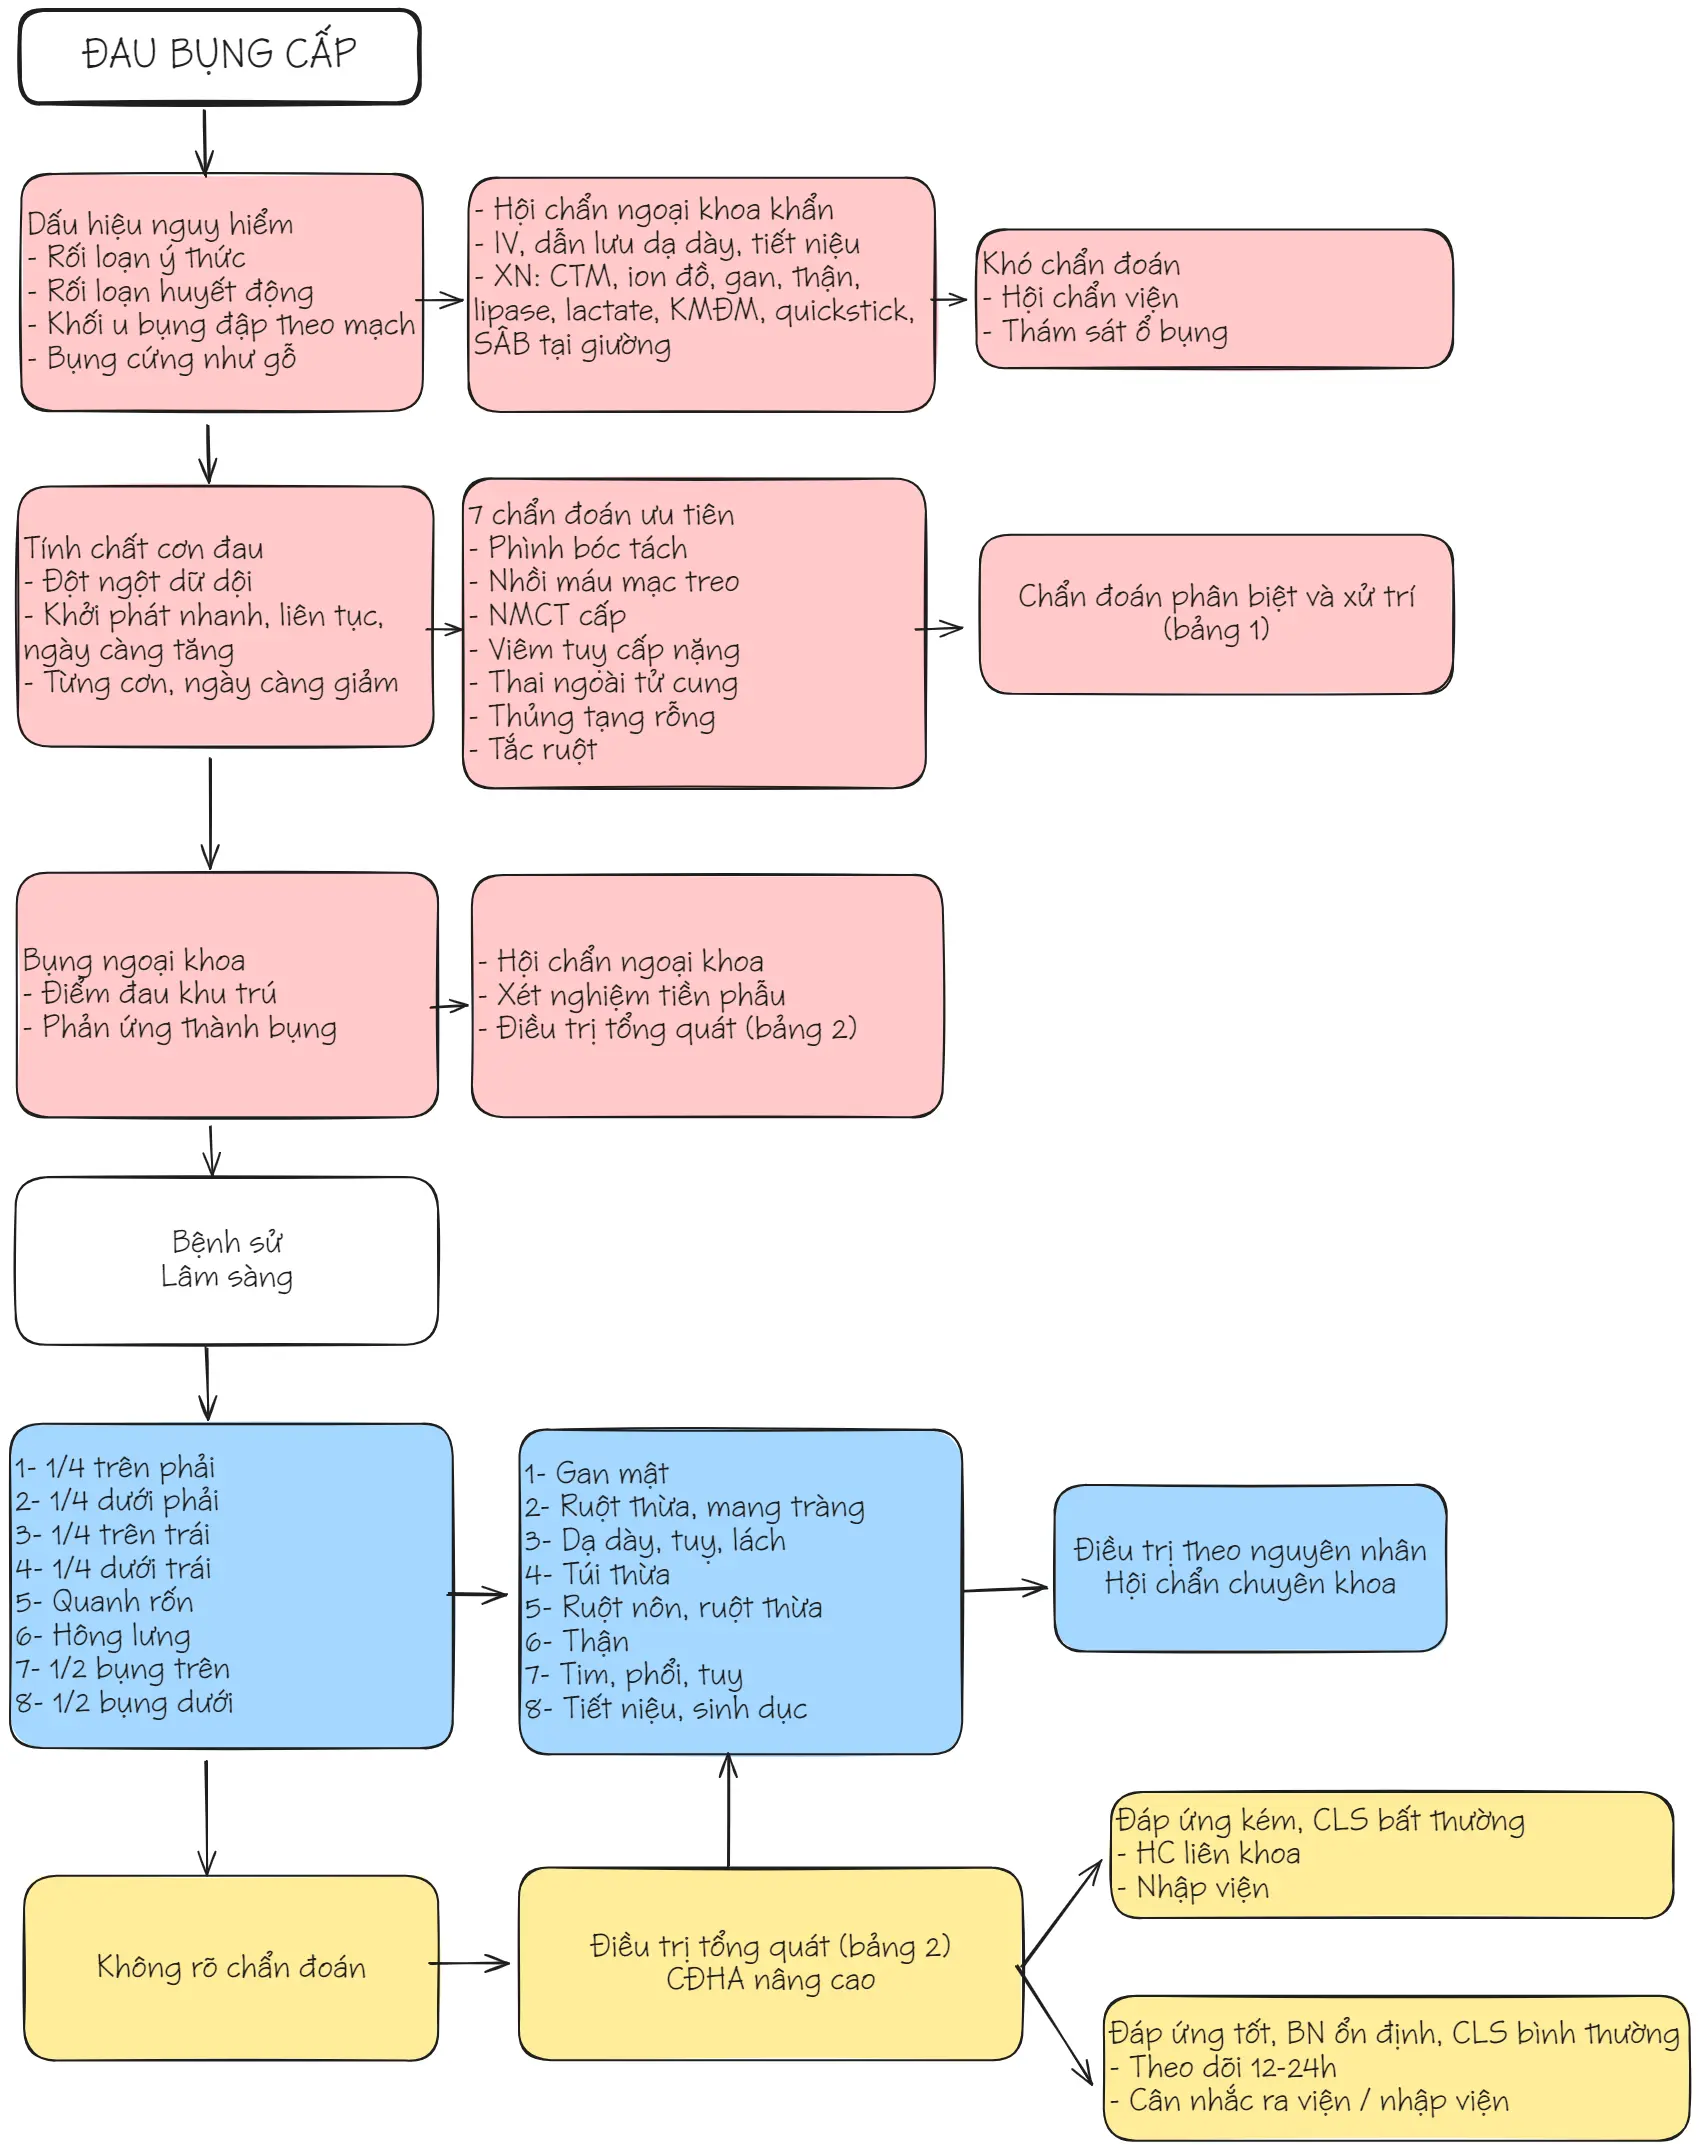 ĐAU BỤNG CẤP
Dấu hiệu nguy hiểm
- Rối loạn ý thức
- Rối loạn huyết động
- Khối u bụng đập theo mạch
- Bụng cứng như gỗ
- Hội chẩn ngoại khoa khẩn
- IV, dẫn lưu dạ dày, tiết niệu
- XN: CTM, ion đồ, gan, thận,
lipase, lactate, KMĐM, quickstick,
SÂB tại giường
Khó chẩn đoán
- Hội chẩn viện
- Thám sát ổ bụng
Tính chất cơn đau
- Đột ngột dữ dội
- Khởi phát nhanh, liên tục,
ngày càng tăng
- Từng cơn, ngày càng giảm
7 chẩn đoán ưu tiên
- Phình bóc tách
- Nhồi máu mạc treo
- NMCT cấp
- Viêm tuỵ cấp nặng
- Thai ngòài tử cung
- Thủng tạng rỗng
- Tắc ruột
Chẩn đoán phân biệt và xử trí
(bảng 1)
Bụng ngoại khoa
- Điểm đau khu trú
- Phản ứng thành bụng
- Hội chẩn ngoại khoa
- Xét nghiệm tiền phẫu
- Điều trị tổng quát (bảng 2)
Bệnh sử
Lâm sàng
1- 1/4 trên phải
2- 1/4 dưới phải
3- 1/4 trên trái
4- 1/4 dưới trái
5- Quanh rốn
6- Hông lưng
7- 1/2 bụng trên
8- 1/2 bụng dưới
1- Gan mật
2- Ruột thừa, mang tràng
3- Dạ dày, tuỵ, lách
4- Túi thừa
5- Ruột nôn, ruột thừa
6- Thận
7- Tim, phổi, tuỵ
8- Tiết niệu, sinh dục
Điều trị theo nguyên nhân
Hội chẩn chuyên khoa
Không rõ chẩn đoán
Điều trị tổng quát (bảng 2)
CĐHA nâng cao
Đáp ứng kém, CLS bất thường
- HC liên khoa
- Nhập viện
Đáp ứng tốt, BN ổn định, CLS bình thường
- Theo dõi 12-24h
- Cân nhắc ra viện / nhập viện